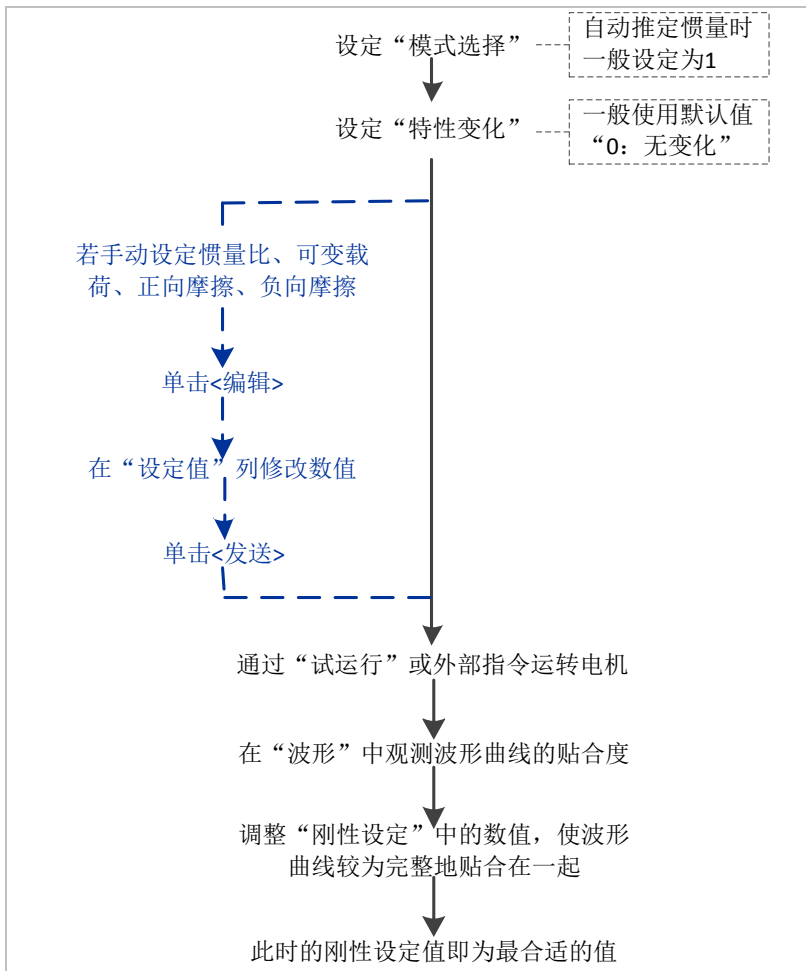 设定“模式选择”
自动推定惯量时
一般设定为1
设定“特性变化”
一般使用默认值
“0：无变化”
若手动设定惯量比、可变载
荷、正向摩擦、负向摩擦
单击<编辑>
在“设定值”列修改数值
单击<发送>
通过“试运行”或外部指令运转电机
在“波形”中观测波形曲线的贴合度
调整“刚性设定”中的数值，使波形
曲线较为完整地贴合在一起
此时的刚性设定值即为最合适的值